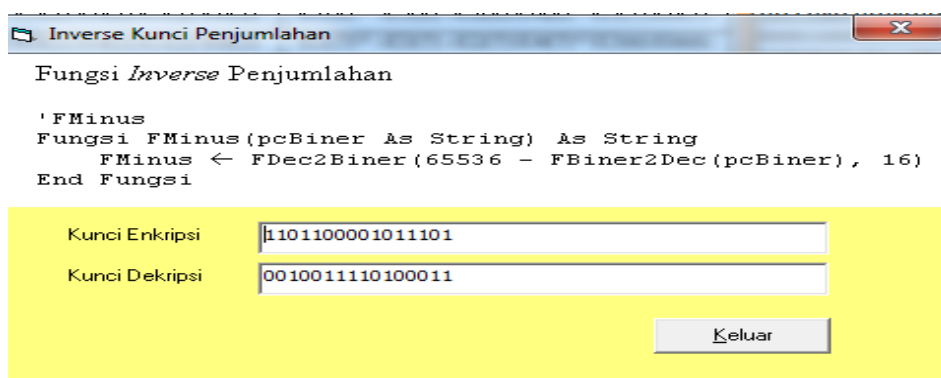 Inverse Kunci Penjumlahan
Fungsi Inverse Penjumlahan
'FMinus
Fungsi FMinus(pcBiner As String) As String
FMinus ← FDec2Biner(65536 - FBiner2Dec(pcBiner), 16)
End Fungsi
Kunci Enkripsi 1101100001011101
Kunci Dekripsi 0010011110100011
Keluar